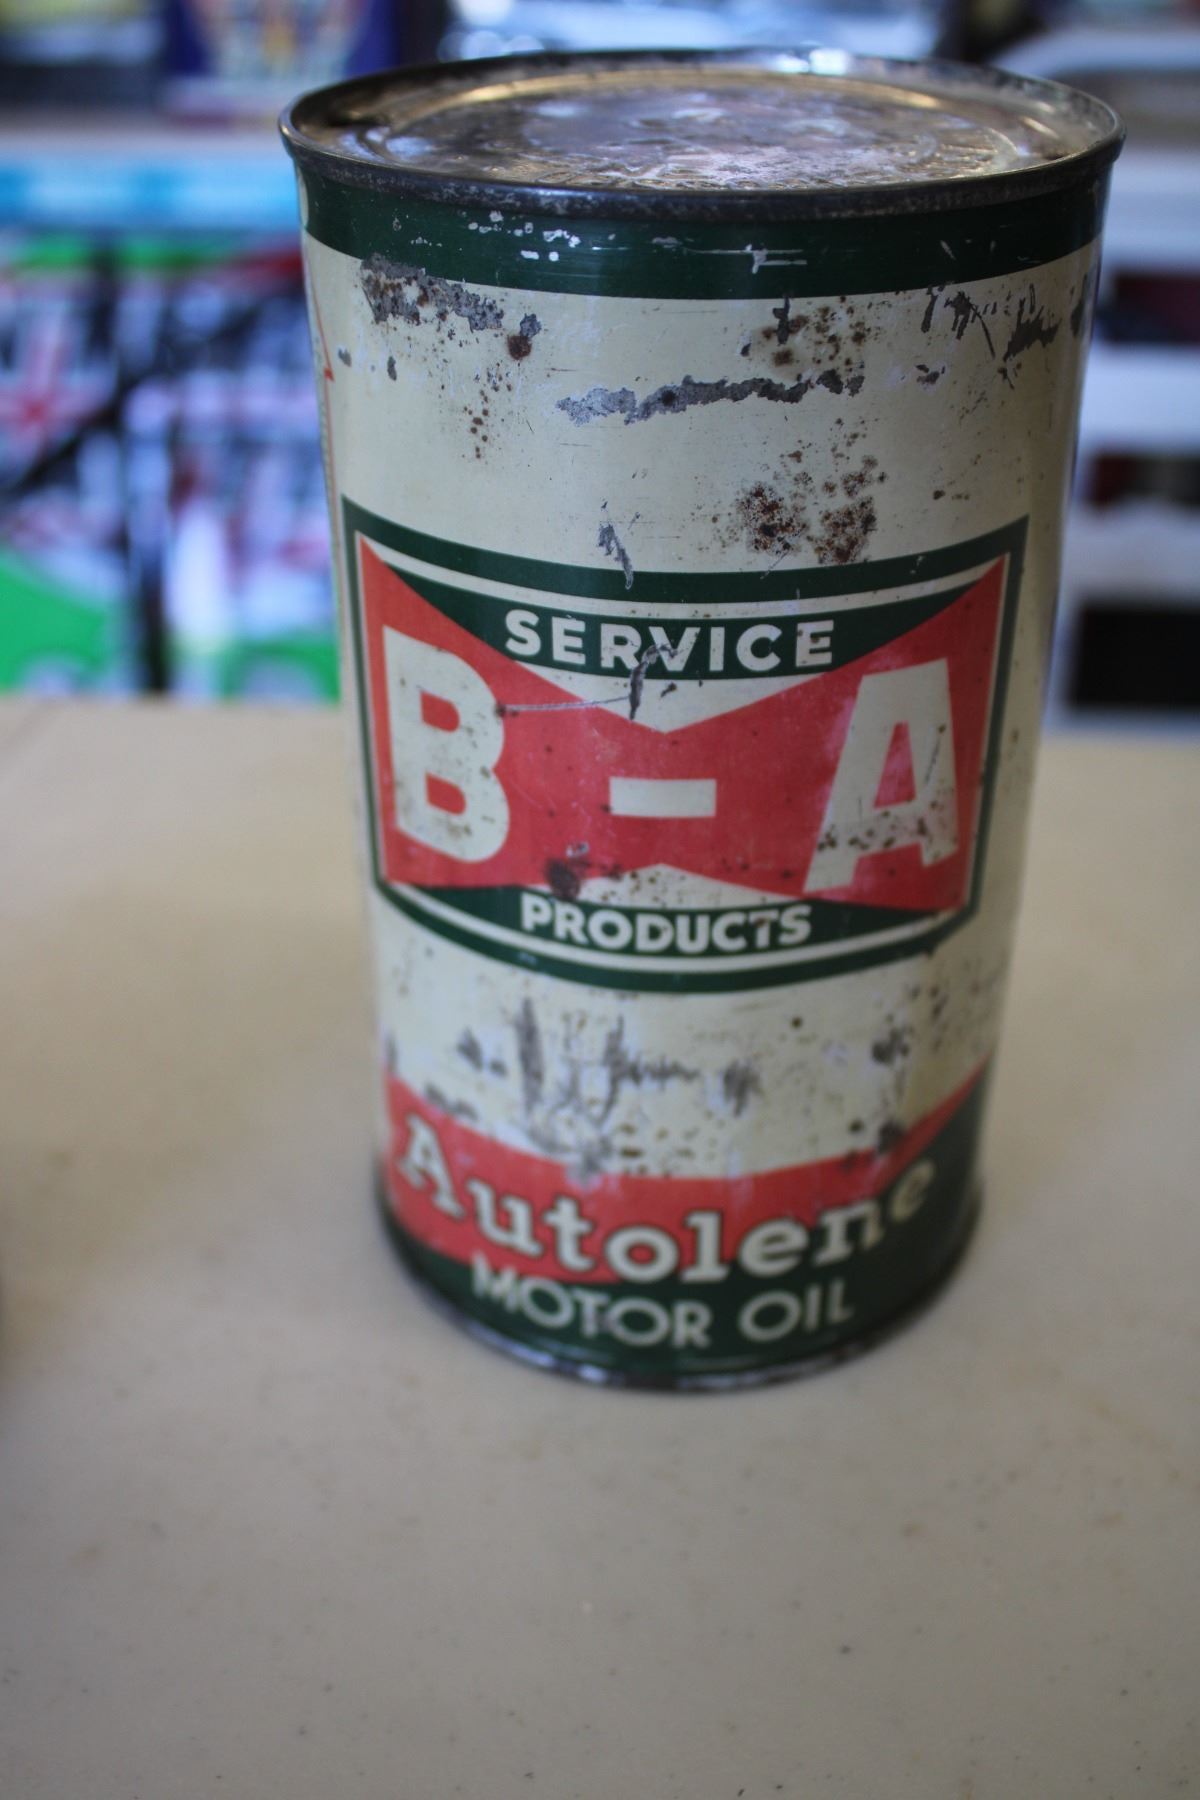 SERVICE
B-A
PRODUCTS
Autolene
MOTOR OIL